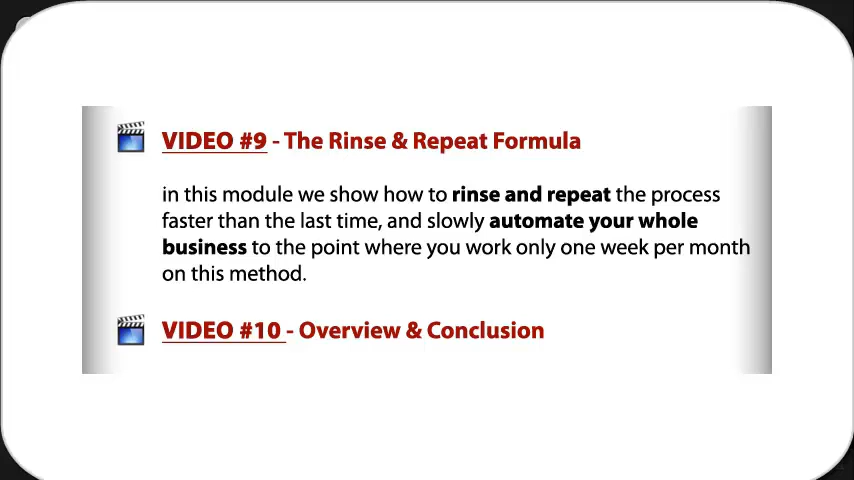 VIDEO #9 - The Rinse & Repeat Formula
in this module we show how to rinse and repeat the process
faster than the last time, and slowly automate your whole
business to the point where you work only one week per month
on this method.
VIDEO #10 - Overview & Conclusion